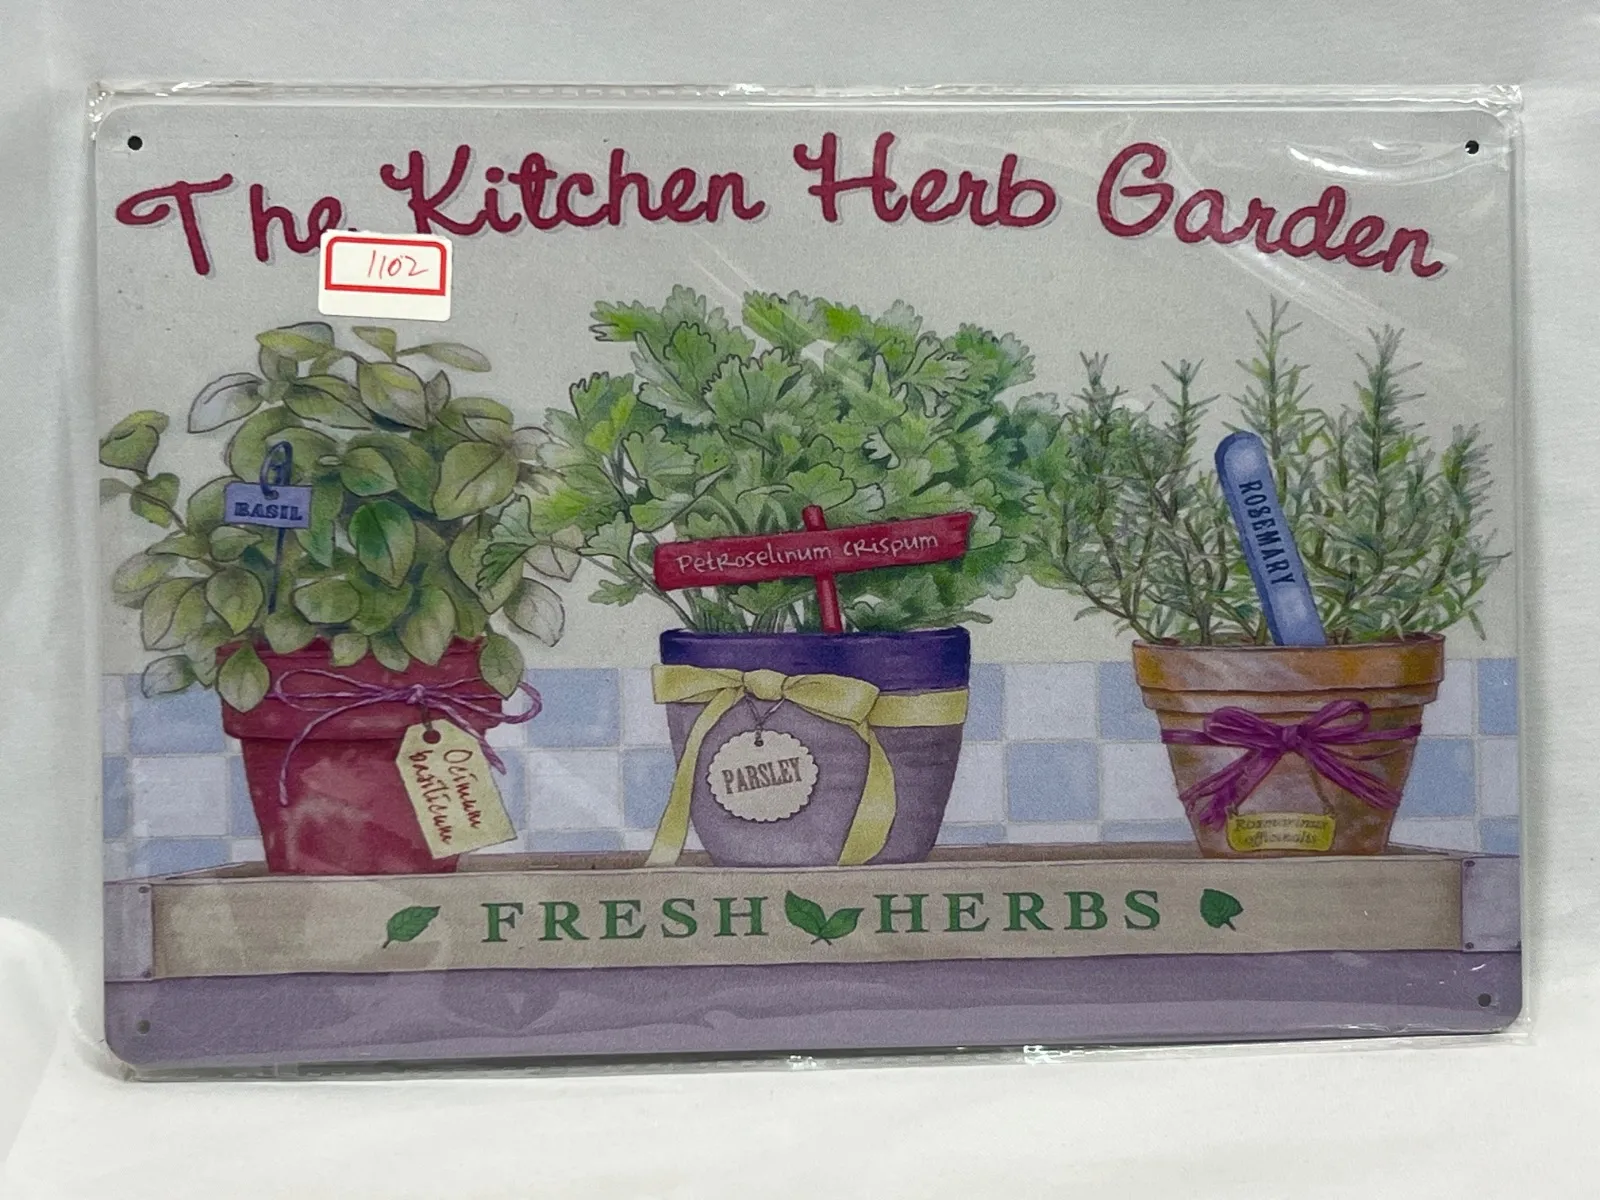 The Kitchen Herb Garden
1102
BASIL
Petroselinum crispum
ROSEMARY
Ocimum
basilicum
PARSLEY
Rosmarinus
officinalis
FRESH HERBS